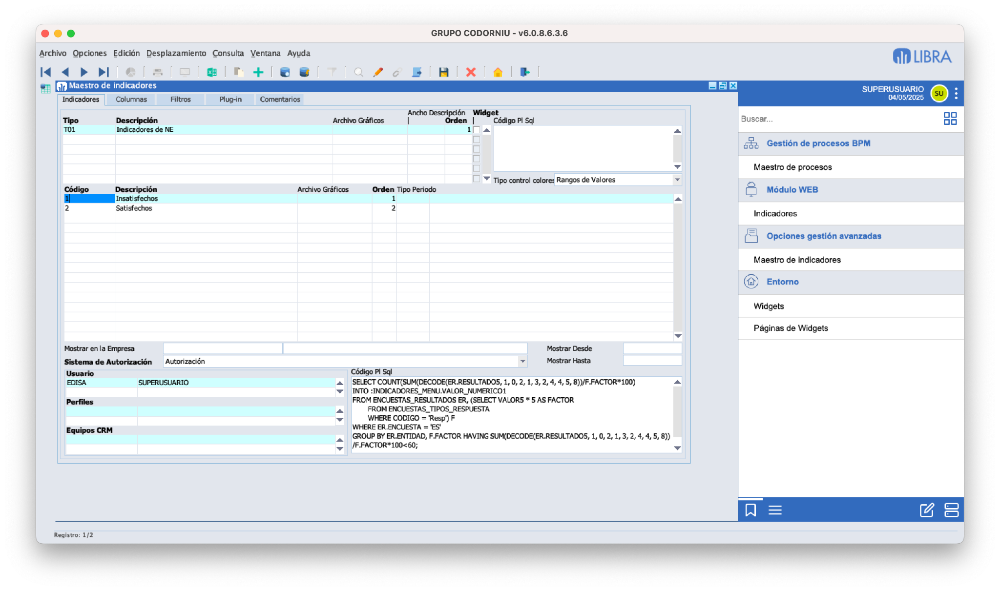 GRUPO CODORNIU - v6.0.8.6.3.6
Archivo Opciones Edición Desplazamiento Consulta Ventana Ayuda
LIBRA
Maestro de indicadores
SUPERUSUARIO
04/05/2025
SU
Indicadores Columnas Filtros Plug-in Comentarios
Buscar...
Ancho Descripción Widget
Tipo Descripción Archivo Gráficos Orden Código Pl Sql
T01 Indicadores de NE 1
Tipo control colores Rangos de Valores
Código Descripción Archivo Gráficos Orden Tipo Periodo
1 Insatisfechos 1
2 Satisfechos 2
Mostrar en la Empresa Mostrar Desde
Sistema de Autorización Autorización Mostrar Hasta
Usuario
EDISA SUPERUSUARIO
Perfiles
Equipos CRM
Código Pl Sql
SELECT COUNT(SUM(DECODE(ER.RESULTADO5, 1, 0, 2, 1, 3, 2, 4, 4, 5, 8))/F.FACTOR*100)
INTO :INDICADORES_MENU.VALOR_NUMERICO1
FROM ENCUESTAS_RESULTADOS ER, (SELECT VALOR5 * 5 AS FACTOR
FROM ENCUESTAS_TIPOS_RESPUESTA
WHERE CODIGO = 'Resp') F
WHERE ER.ENCUESTA = 'ES'
GROUP BY ER.ENTIDAD, F.FACTOR HAVING SUM(DECODE(ER.RESULTADO5, 1, 0, 2, 1, 3, 2, 4, 4, 5, 8))
/F.FACTOR*100<60;
Gestión de procesos BPM
Maestro de procesos
Módulo WEB
Indicadores
Opciones gestión avanzadas
Maestro de indicadores
Entorno
Widgets
Páginas de Widgets
Registro: 1/2